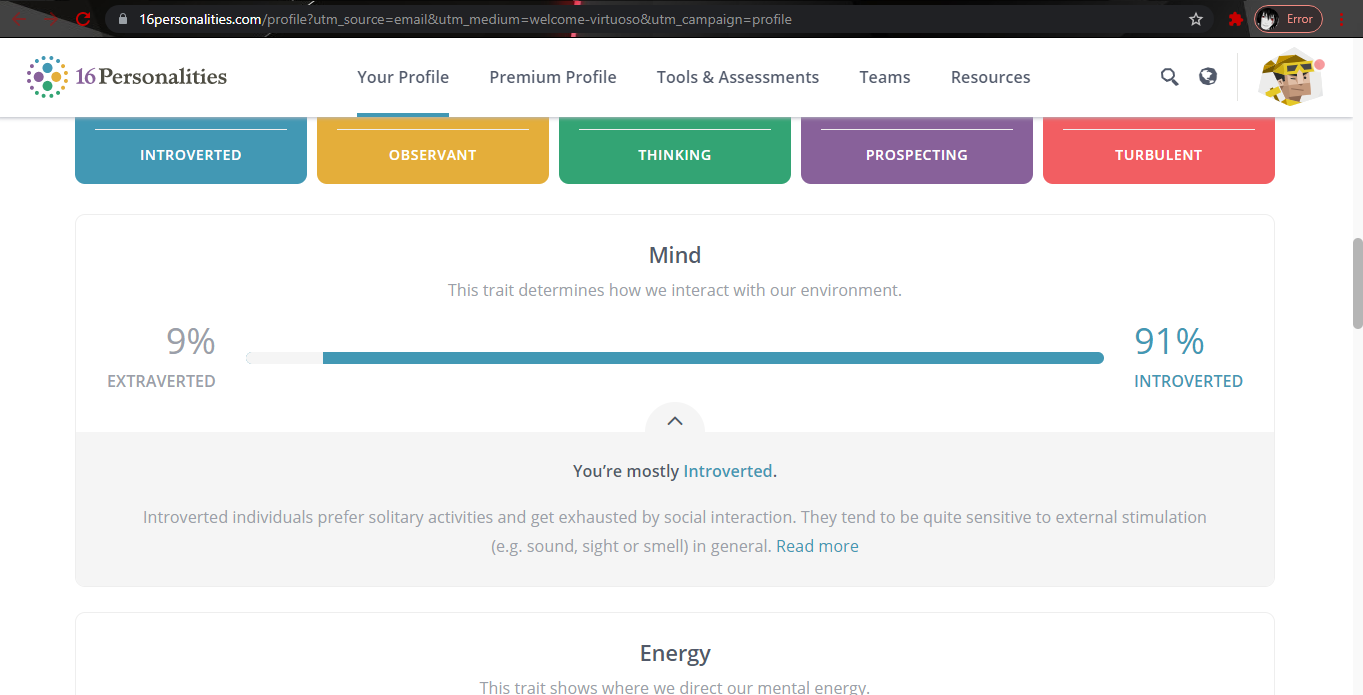 16personalities.com/profile?utm_source=email&utm_medium=welcome-virtuoso&utm_campaign=profile
Error
16Personalities
Your Profile
Premium Profile
Tools & Assessments
Teams
Resources
INTROVERTED
OBSERVANT
THINKING
PROSPECTING
TURBULENT
Mind
This trait determines how we interact with our environment.
9%
EXTRAVERTED
91%
INTROVERTED
You’re mostly Introverted.
Introverted individuals prefer solitary activities and get exhausted by social interaction. They tend to be quite sensitive to external stimulation
(e.g. sound, sight or smell) in general. Read more
Energy
This trait shows where we direct our mental energy.